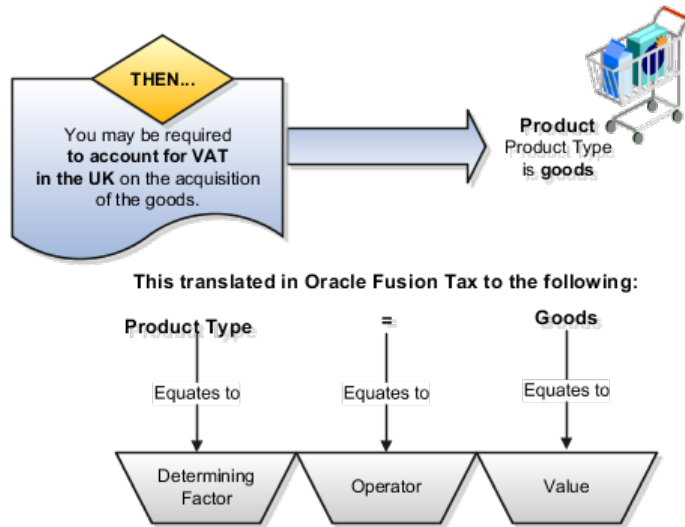 THEN...
You may be required
to account for VAT
in the UK on the acquisition
of the goods.
Product
Product Type
is goods
This translated in Oracle Fusion Tax to the following:
Product Type
=
Goods
Equates to
Equates to
Equates to
Determining
Factor
Operator
Value